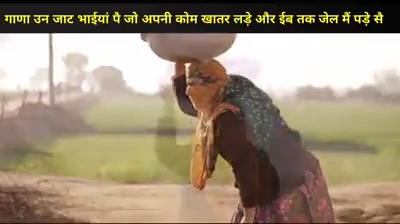 गाणा उन जाट भाईयां पै जो अपनी कोम खातर लड़े और ईब तक जेल मैं पड़े सै